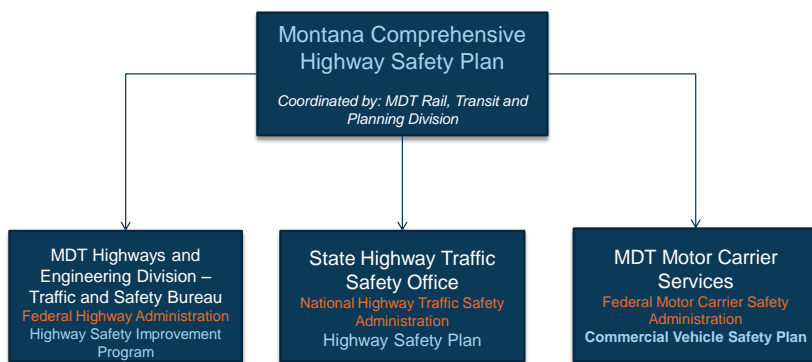 Montana Comprehensive
Highway Safety Plan
Coordinated by: MDT Rail, Transit and
Planning Division
MDT Highways and
Engineering Division –
Traffic and Safety Bureau
Federal Highway Administration
Highway Safety Improvement
Program
State Highway Traffic
Safety Office
National Highway Traffic Safety
Administration
Highway Safety Plan
MDT Motor Carrier
Services
Federal Motor Carrier Safety
Administration
Commercial Vehicle Safety Plan